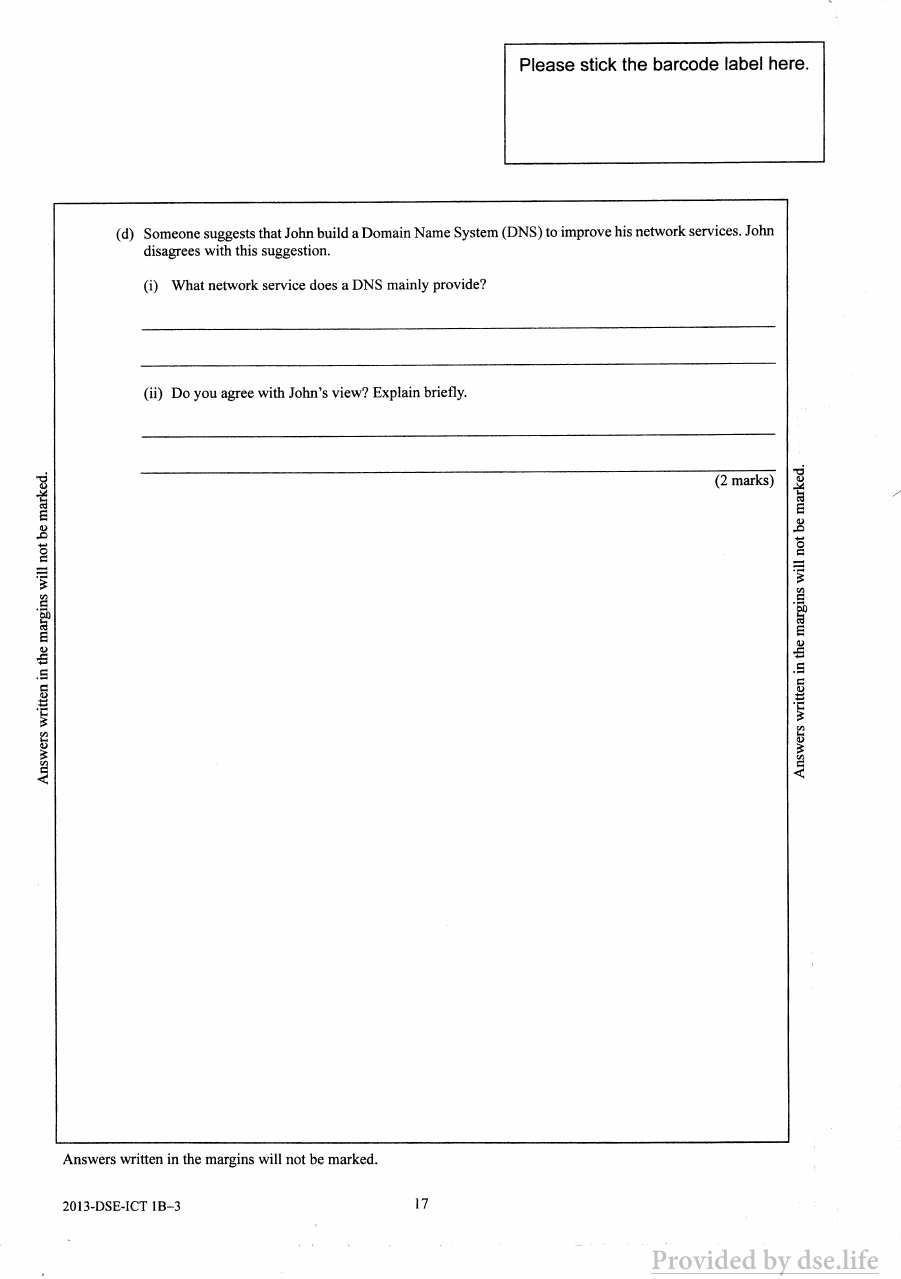 Please stick the barcode label here.
(d) Someone suggests that John build a Domain Name System (DNS) to improve his network services. John
disagrees with this suggestion.
(i) What network service does a DNS mainly provide?
(ii) Do you agree with John's view? Explain briefly.
(2 marks)
Answers written in the margins will not be marked.
Answers written in the margins will not be marked.
Answers written in the margins will not be marked.
2013-DSE-ICT 1B–3
17
Provided by dse.life